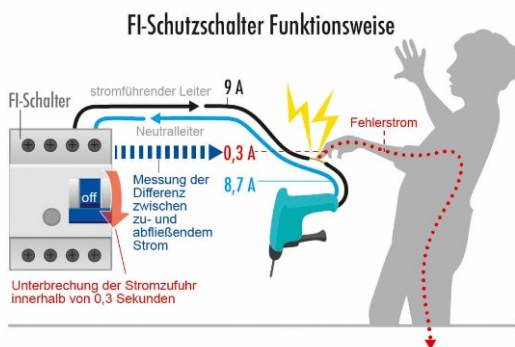 FI-Schutzschalter Funktionsweise
FI-Schalter
stromführender Leiter
9 A
Neutralleiter
Fehlerstrom
0,3 A
8,7 A
off
Messung der
Differenz
zwischen
zu- und
abfließendem
Strom
Unterbrechung der Stromzufuhr
innerhalb von 0,3 Sekunden